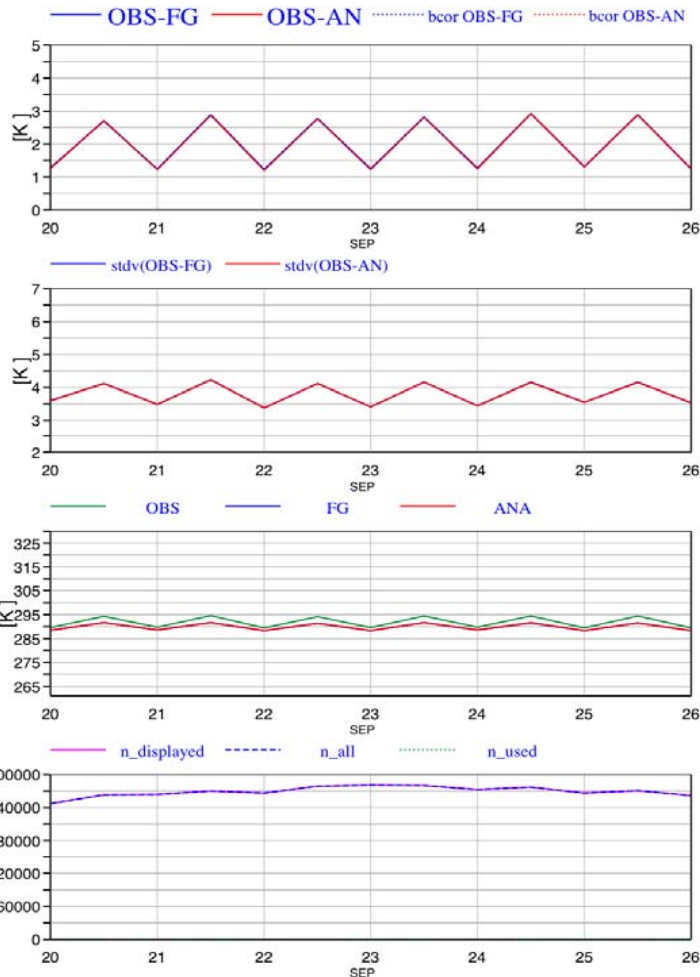 OBS-FG OBS-AN bcor OBS-FG bcor OBS-AN
5
4
3
2
1
0
[K ]
20 21 22 23 24 25 26
SEP
stdv(OBS-FG) stdv(OBS-AN)
7
6
5
4
3
2
[K ]
20 21 22 23 24 25 26
SEP
OBS FG ANA
325
315
305
295
285
275
265
[K ]
20 21 22 23 24 25 26
SEP
n_displayed n_all n_used
00000
40000
80000
20000
60000
0
20 21 22 23 24 25 26
SEP